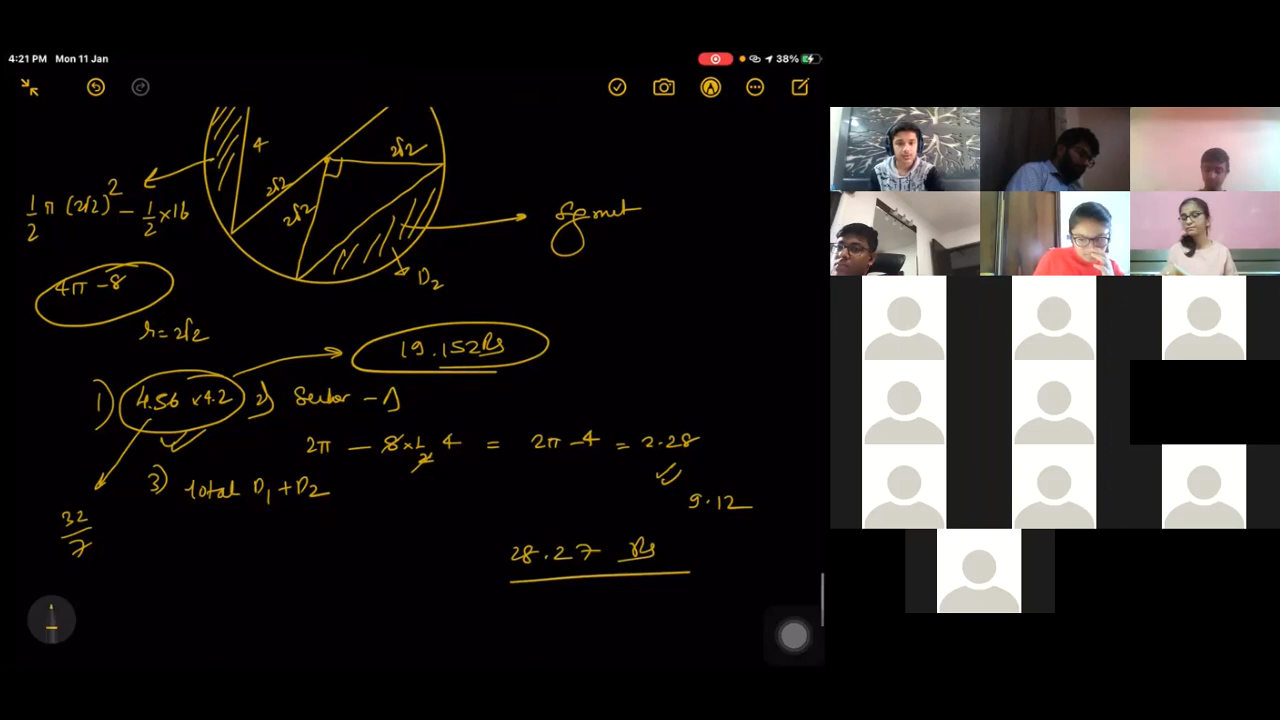 4:21 PM Mon 11 Jan
38%
4
2√2
2√2
2√2
1/2 π (2√2)² - 1/2 × 16
D₂
4π - 8
r = 2√2
19.152 Rs
1) 4.56 × 4.2
2) Sector - Δ
2π - 8×1/2 4 = 2π - 4 = 2.28
9.12
3) total D₁ + D₂
32/7
28.27 Rs